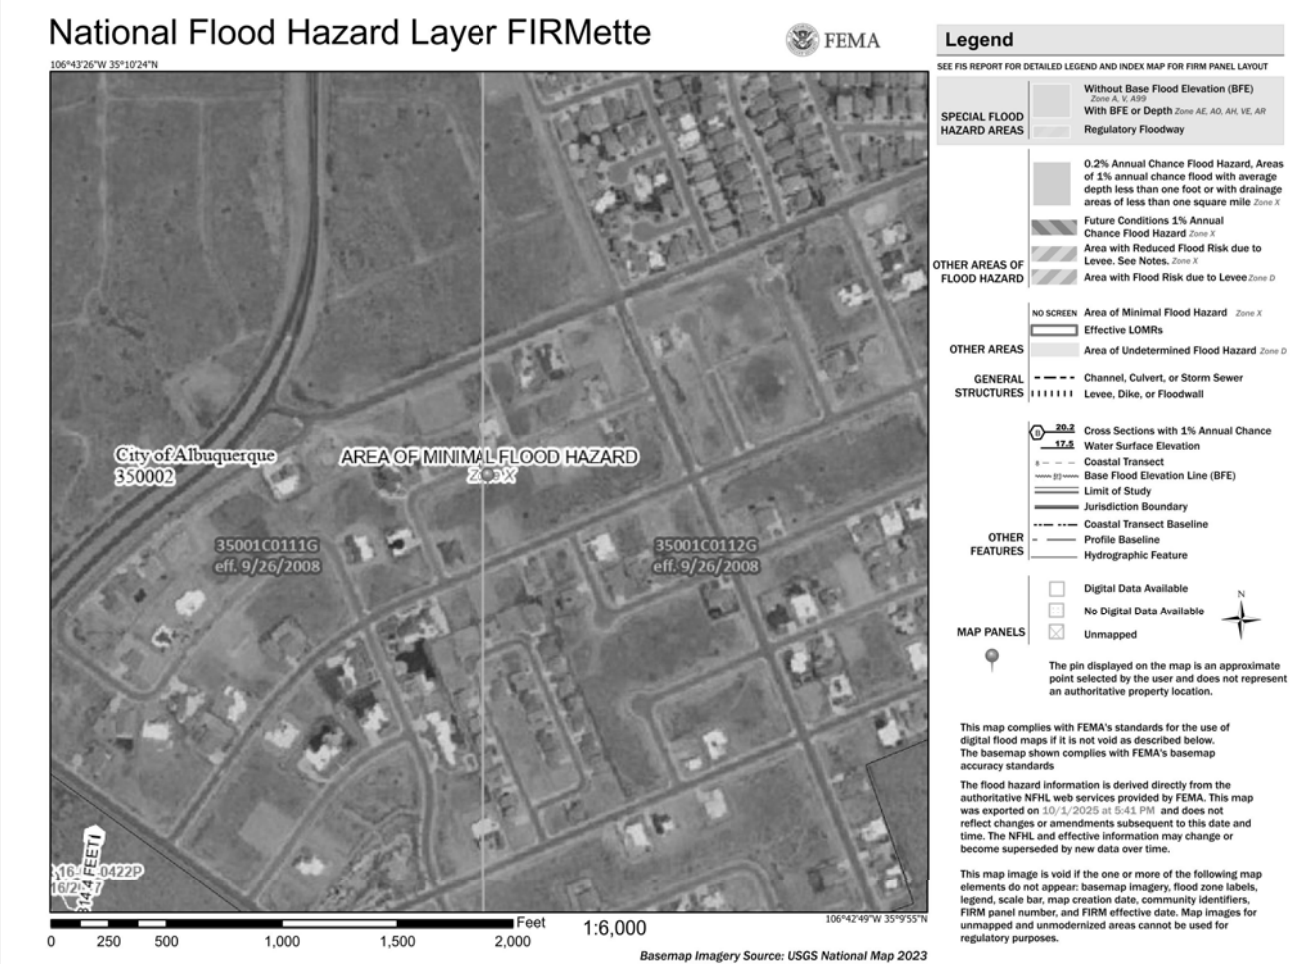 National Flood Hazard Layer FIRMette
FEMA
106°43'26"W 35°10'24"N
City of Albuquerque
350002
AREA OF MINIMAL FLOOD HAZARD
35001C0111G
eff. 9/26/2008
35001C0112G
eff. 9/26/2008
0422P
FEET)
106°42'49"W 35°9'55"N
Feet
1:6,000
0 250 500 1,000 1,500 2,000
Basemap Imagery Source: USGS National Map 2023
Legend
SEE FIS REPORT FOR DETAILED LEGEND AND INDEX MAP FOR FIRM PANEL LAYOUT
SPECIAL FLOOD
HAZARD AREAS
Without Base Flood Elevation (BFE)
Zone A, V, A99
With BFE or Depth Zone AE, AO, AH, VE, AR
Regulatory Floodway
OTHER AREAS OF
FLOOD HAZARD
0.2% Annual Chance Flood Hazard, Areas
of 1% annual chance flood with average
depth less than one foot or with drainage
areas of less than one square mile Zone X
Future Conditions 1% Annual
Chance Flood Hazard Zone X
Area with Reduced Flood Risk due to
Levee. See Notes. Zone X
Area with Flood Risk due to Levee Zone D
OTHER AREAS
NO SCREEN Area of Minimal Flood Hazard Zone X
Effective LOMRs
Area of Undetermined Flood Hazard Zone D
GENERAL
STRUCTURES
Channel, Culvert, or Storm Sewer
Levee, Dike, or Floodwall
OTHER
FEATURES
B 20.2 Cross Sections with 1% Annual Chance
17.5 Water Surface Elevation
8 Coastal Transect
513 Base Flood Elevation Line (BFE)
Limit of Study
Jurisdiction Boundary
Coastal Transect Baseline
Profile Baseline
Hydrographic Feature
MAP PANELS
Digital Data Available
No Digital Data Available
Unmapped
N
The pin displayed on the map is an approximate
point selected by the user and does not represent
an authoritative property location.
This map complies with FEMA's standards for the use of
digital flood maps if it is not void as described below.
The basemap shown complies with FEMA's basemap
accuracy standards
The flood hazard information is derived directly from the
authoritative NFHL web services provided by FEMA. This map
was exported on 10/1/2025 at 5:41 PM and does not
reflect changes or amendments subsequent to this date and
time. The NFHL and effective information may change or
become superseded by new data over time.
This map image is void if the one or more of the following map
elements do not appear: basemap imagery, flood zone labels,
legend, scale bar, map creation date, community identifiers,
FIRM panel number, and FIRM effective date. Map images for
unmapped and unmodernized areas cannot be used for
regulatory purposes.